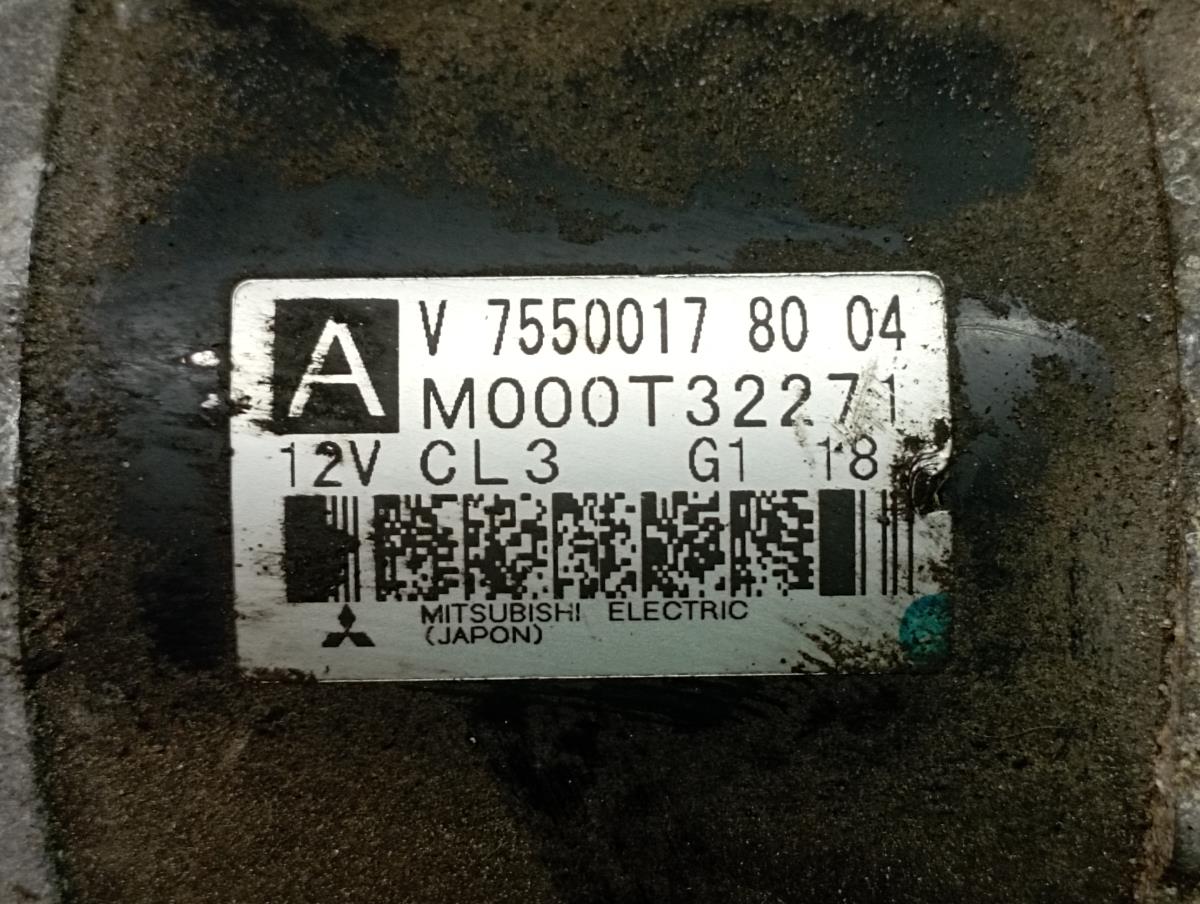 A
V 7550017 80 04
M000T32271
12V CL3 G1 18
MITSUBISHI ELECTRIC
(JAPON)